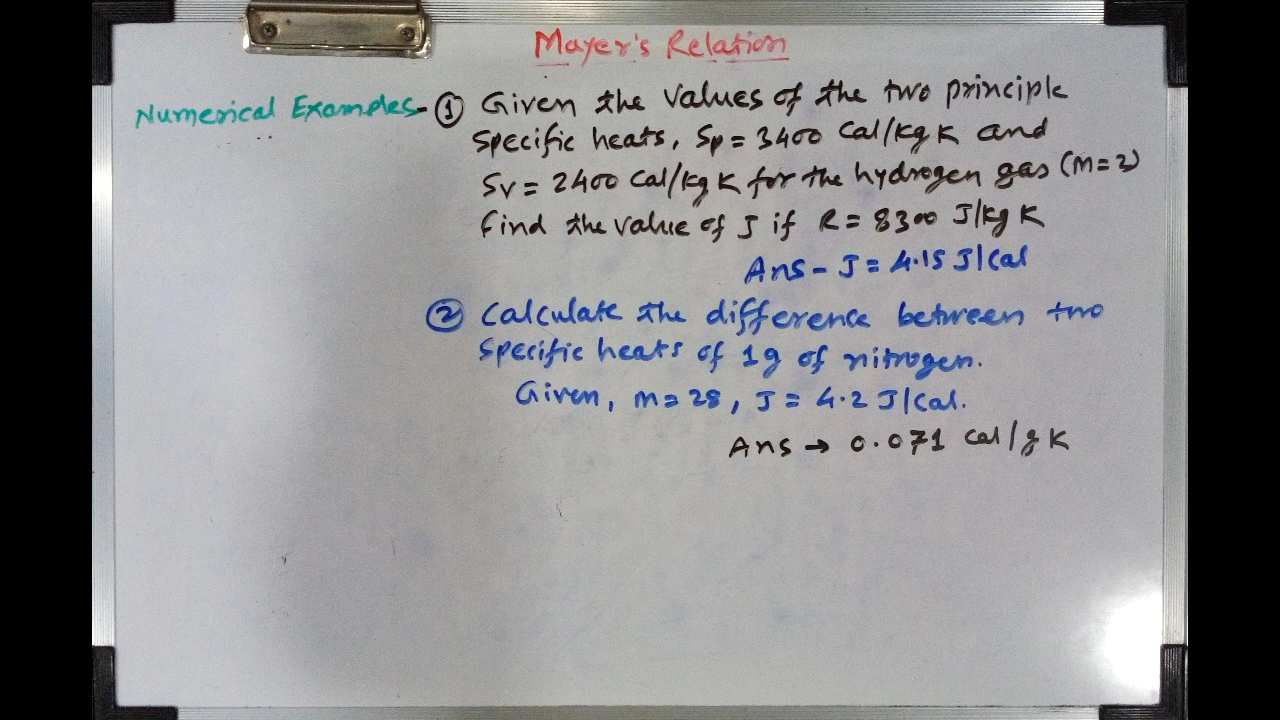 Mayer's Relation
Numerical Examples - ① Given the values of the two principle
specific heats, Sp = 3400 Cal/kg K and
Sv = 2400 Cal/kg K for the hydrogen gas (M=2)
find the value of J if R = 8300 J/kg K
Ans - J = 4.15 J/Cal
② Calculate the difference between two
specific heats of 1g of nitrogen.
Given, m = 28, J = 4.2 J/Cal.
Ans → 0.071 Cal/g K